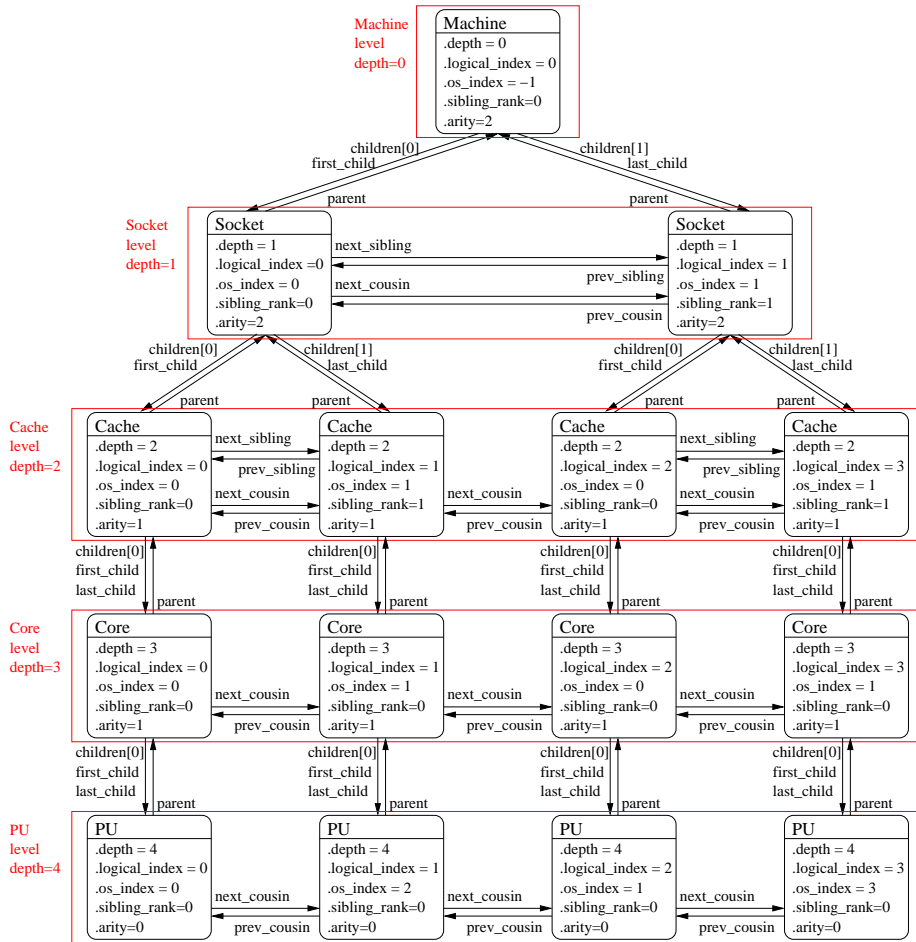 Machine
level
depth=0
Machine
.depth = 0
.logical_index = 0
.os_index = −1
.sibling_rank=0
.arity=2
children[0]
first_child
parent
children[1]
last_child
parent
Socket
level
depth=1
Socket
.depth = 1
.logical_index =0
.os_index = 0
.sibling_rank=0
.arity=2
next_sibling
prev_sibling
next_cousin
prev_cousin
Socket
.depth = 1
.logical_index = 1
.os_index = 1
.sibling_rank=1
.arity=2
children[0]
first_child
parent
children[1]
last_child
parent
children[0]
first_child
parent
children[1]
last_child
parent
Cache
level
depth=2
Cache
.depth = 2
.logical_index = 0
.os_index = 0
.sibling_rank=0
.arity=1
next_sibling
prev_sibling
next_cousin
prev_cousin
Cache
.depth = 2
.logical_index = 1
.os_index = 1
.sibling_rank=1
.arity=1
next_cousin
prev_cousin
Cache
.depth = 2
.logical_index = 2
.os_index = 0
.sibling_rank=0
.arity=1
next_sibling
prev_sibling
next_cousin
prev_cousin
Cache
.depth = 2
.logical_index = 3
.os_index = 1
.sibling_rank=1
.arity=1
children[0]
first_child
last_child
parent
children[0]
first_child
last_child
parent
children[0]
first_child
last_child
parent
children[0]
first_child
last_child
parent
Core
level
depth=3
Core
.depth = 3
.logical_index = 0
.os_index = 0
.sibling_rank=0
.arity=1
next_cousin
prev_cousin
Core
.depth = 3
.logical_index = 1
.os_index = 1
.sibling_rank=0
.arity=1
next_cousin
prev_cousin
Core
.depth = 3
.logical_index = 2
.os_index = 0
.sibling_rank=0
.arity=1
next_cousin
prev_cousin
Core
.depth = 3
.logical_index = 3
.os_index = 1
.sibling_rank=0
.arity=1
children[0]
first_child
last_child
parent
children[0]
first_child
last_child
parent
children[0]
first_child
last_child
parent
children[0]
first_child
last_child
parent
PU
level
depth=4
PU
.depth = 4
.logical_index = 0
.os_index = 0
.sibling_rank=0
.arity=0
next_cousin
prev_cousin
PU
.depth = 4
.logical_index = 1
.os_index = 2
.sibling_rank=0
.arity=0
next_cousin
prev_cousin
PU
.depth = 4
.logical_index = 2
.os_index = 1
.sibling_rank=0
.arity=0
next_cousin
prev_cousin
PU
.depth = 4
.logical_index = 3
.os_index = 3
.sibling_rank=0
.arity=0